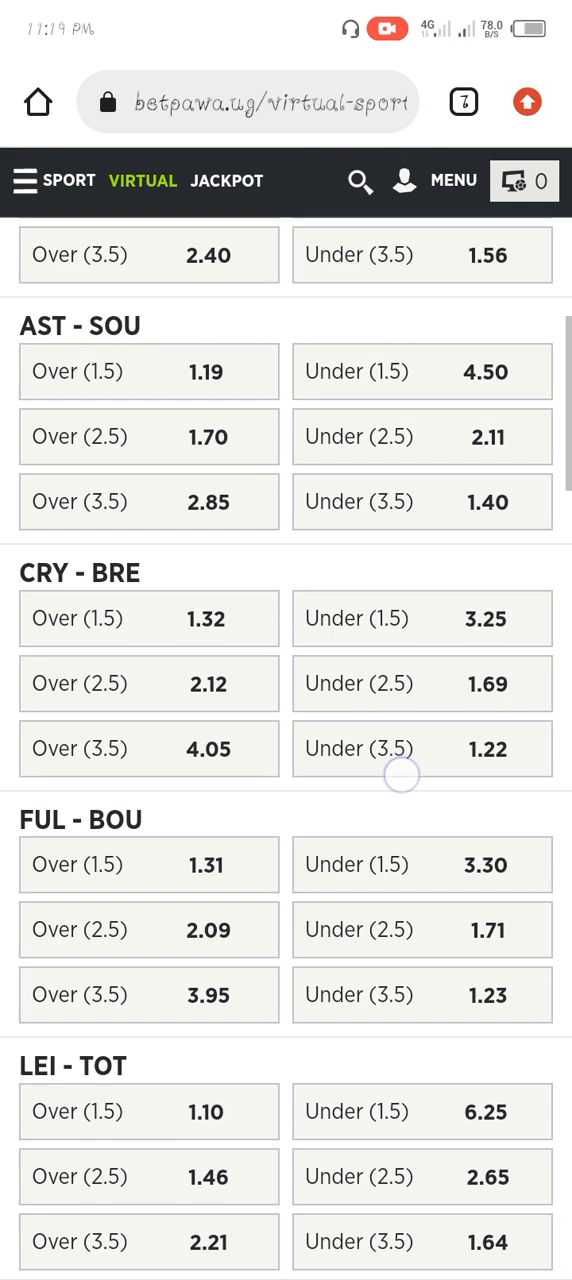 11:19 PM 4G 78.0 B/S
betpawa.ug/virtual-sport 7
SPORT VIRTUAL JACKPOT MENU 0
Over (3.5) 2.40 Under (3.5) 1.56
AST - SOU
Over (1.5) 1.19 Under (1.5) 4.50
Over (2.5) 1.70 Under (2.5) 2.11
Over (3.5) 2.85 Under (3.5) 1.40
CRY - BRE
Over (1.5) 1.32 Under (1.5) 3.25
Over (2.5) 2.12 Under (2.5) 1.69
Over (3.5) 4.05 Under (3.5) 1.22
FUL - BOU
Over (1.5) 1.31 Under (1.5) 3.30
Over (2.5) 2.09 Under (2.5) 1.71
Over (3.5) 3.95 Under (3.5) 1.23
LEI - TOT
Over (1.5) 1.10 Under (1.5) 6.25
Over (2.5) 1.46 Under (2.5) 2.65
Over (3.5) 2.21 Under (3.5) 1.64